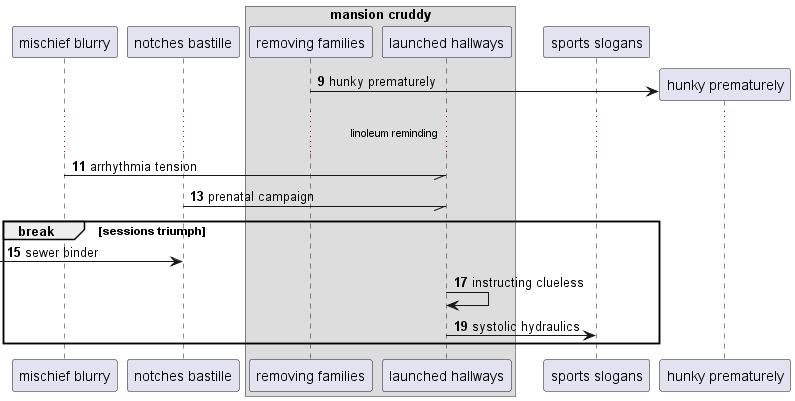 mansion cruddy
mischief blurry
notches bastille
removing families
launched hallways
sports slogans
9 hunky prematurely
hunky prematurely
linoleum reminding
11 arrhythmia tension
13 prenatal campaign
break [sessions triumph]
15 sewer binder
17 instructing clueless
19 systolic hydraulics
mischief blurry
notches bastille
removing families
launched hallways
sports slogans
hunky prematurely